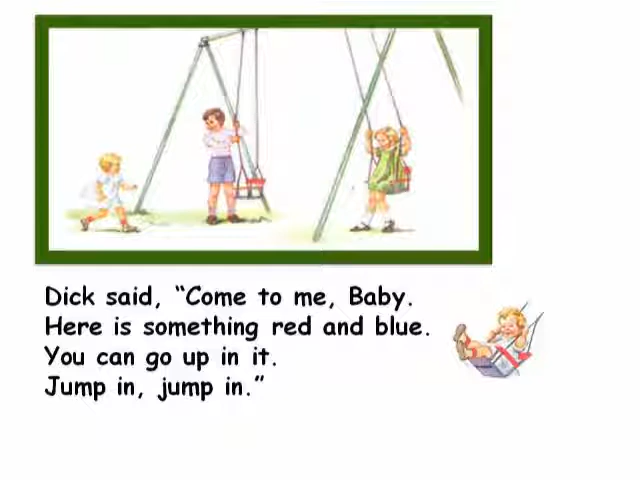 Dick said, “Come to me, Baby.
Here is something red and blue.
You can go up in it.
Jump in, jump in.”